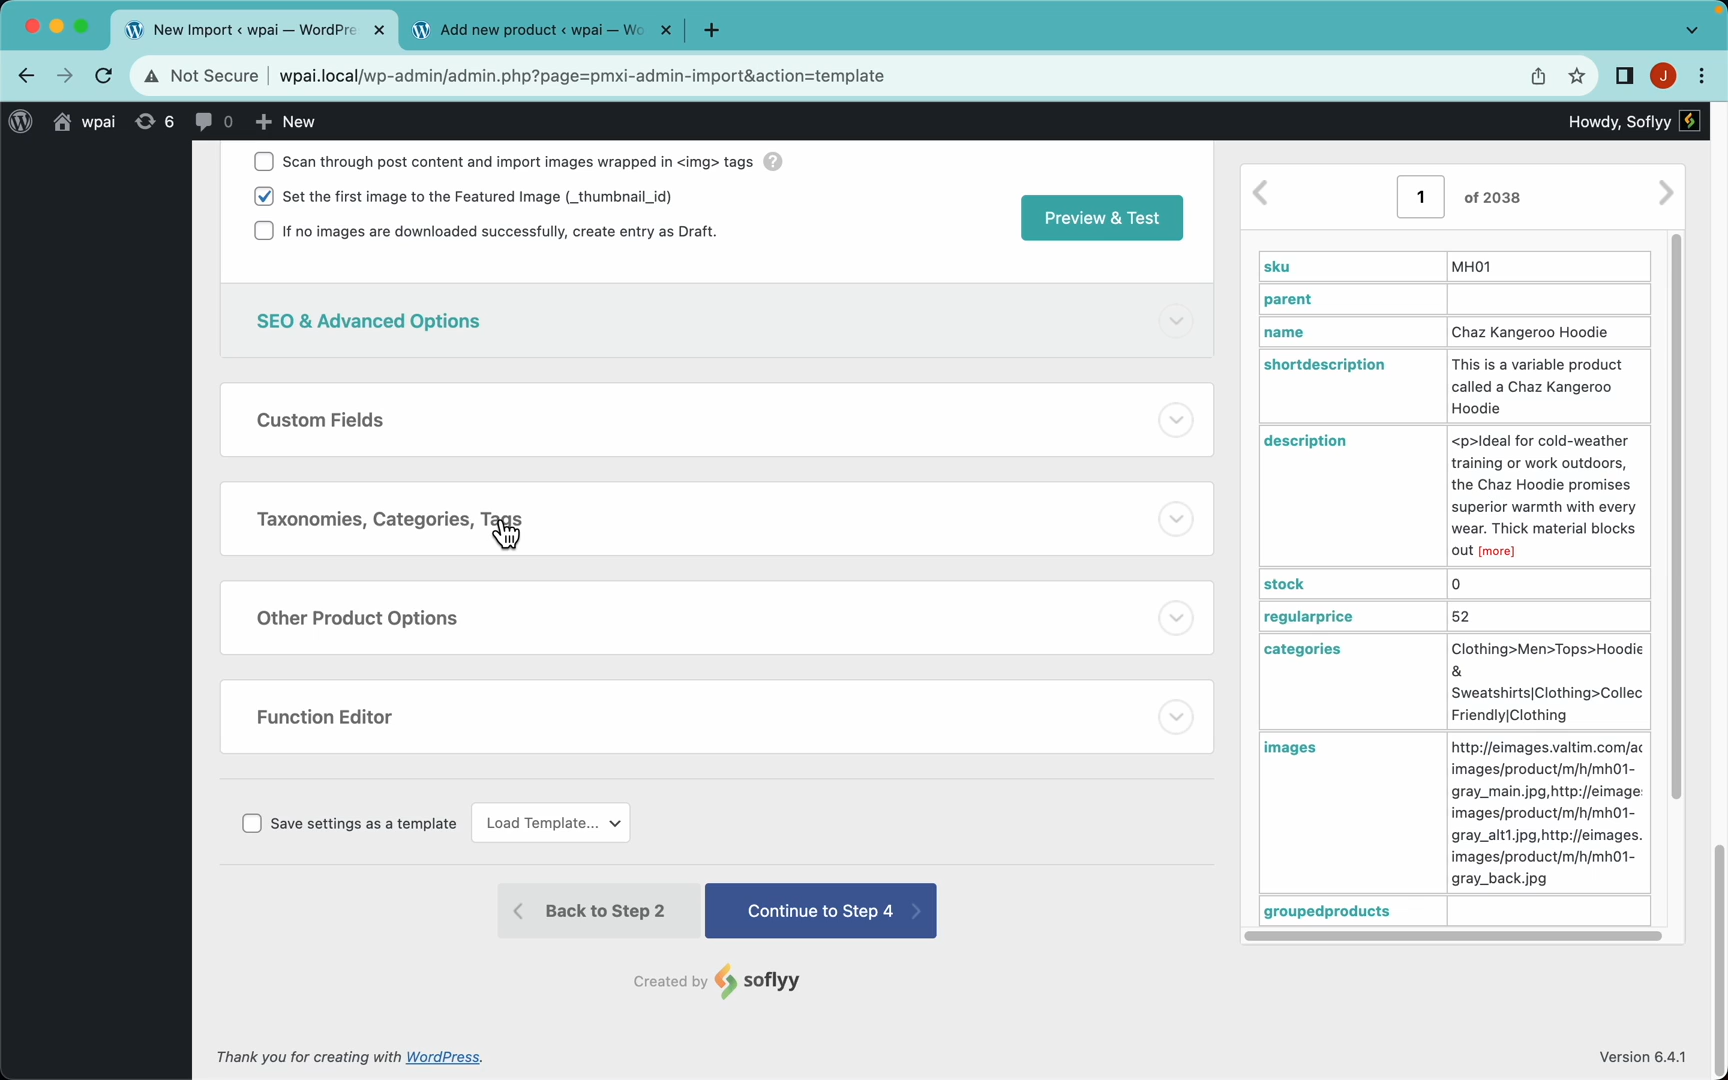 New Import ‹ wpai — WordPre
Add new product ‹ wpai — Wo
Not Secure
wpai.local/wp-admin/admin.php?page=pmxi-admin-import&action=template
J
wpai
6
0
New
Howdy, Soflyy
Scan through post content and import images wrapped in <img> tags ?
Set the first image to the Featured Image (_thumbnail_id)
If no images are downloaded successfully, create entry as Draft.
Preview & Test
SEO & Advanced Options
Custom Fields
Taxonomies, Categories, Tags
Other Product Options
Function Editor
Save settings as a template
Load Template...
Back to Step 2
Continue to Step 4
Created by soflyy
Thank you for creating with WordPress.
Version 6.4.1
1 of 2038
sku MH01
parent
name Chaz Kangeroo Hoodie
shortdescription This is a variable product
called a Chaz Kangeroo
Hoodie
description <p>Ideal for cold-weather
training or work outdoors,
the Chaz Hoodie promises
superior warmth with every
wear. Thick material blocks
out [more]
stock 0
regularprice 52
categories Clothing>Men>Tops>Hoodie
&
Sweatshirts|Clothing>Collec
Friendly|Clothing
images http://eimages.valtim.com/ac
images/product/m/h/mh01-
gray_main.jpg,http://eimage:
images/product/m/h/mh01-
gray_alt1.jpg,http://eimages.
images/product/m/h/mh01-
gray_back.jpg
groupedproducts